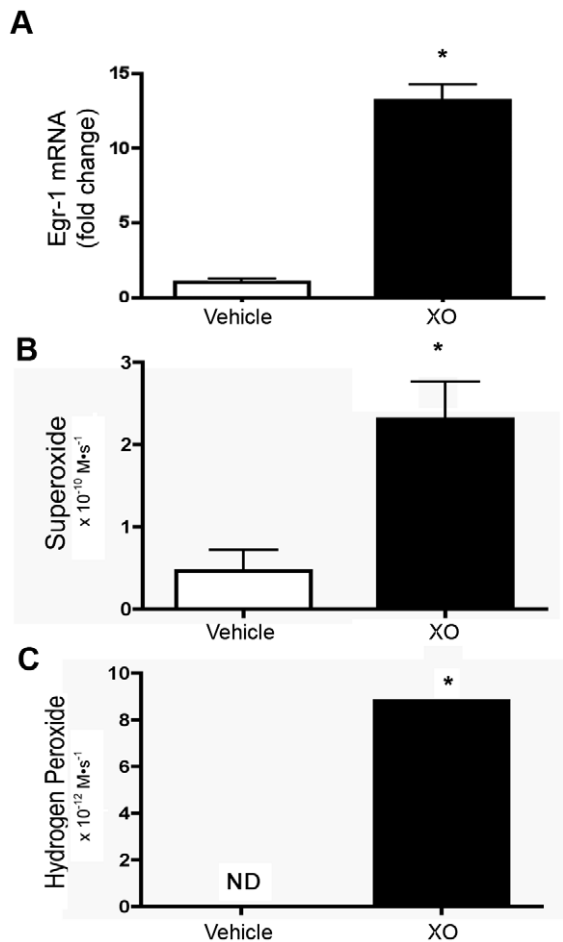 A
Egr-1 mRNA
(fold change)
15
10
5
0
*
Vehicle
XO
B
Superoxide
x 10⁻¹⁰ M•s⁻¹
3
2
1
0
*
Vehicle
XO
C
Hydrogen Peroxide
x 10⁻¹² M•s⁻¹
10
8
6
4
2
0
ND
*
Vehicle
XO